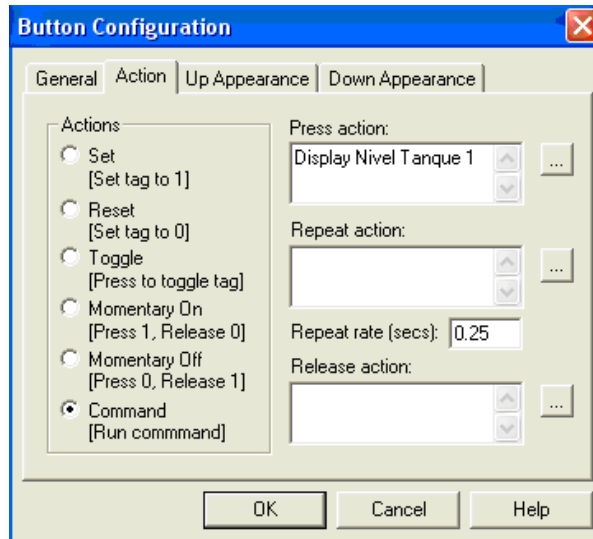 Button Configuration
General Action Up Appearance Down Appearance
Actions
Set
[Set tag to 1]
Reset
[Set tag to 0]
Toggle
[Press to toggle tag]
Momentary On
[Press 1, Release 0]
Momentary Off
[Press 0, Release 1]
Command
[Run commmand]
Press action:
Display Nivel Tanque 1
...
Repeat action:
...
Repeat rate (secs): 0.25
Release action:
...
OK Cancel Help